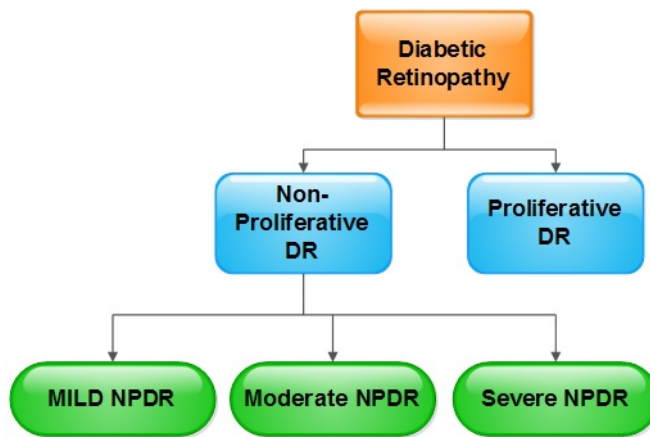 Diabetic
Retinopathy
Non-
Proliferative
DR
Proliferative
DR
MILD NPDR
Moderate NPDR
Severe NPDR